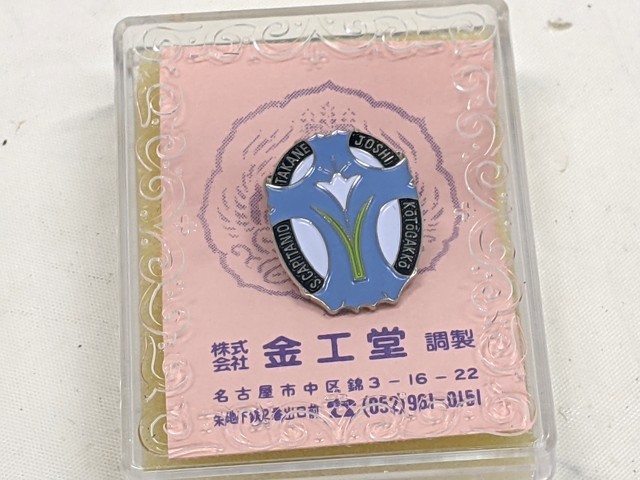 TAKANE
JOSHI
S.CAPITANIO
KŌTŌGAKKŌ
株式会社 金工堂 調製
名古屋市中区錦3-16-22
☎(052)961-0151